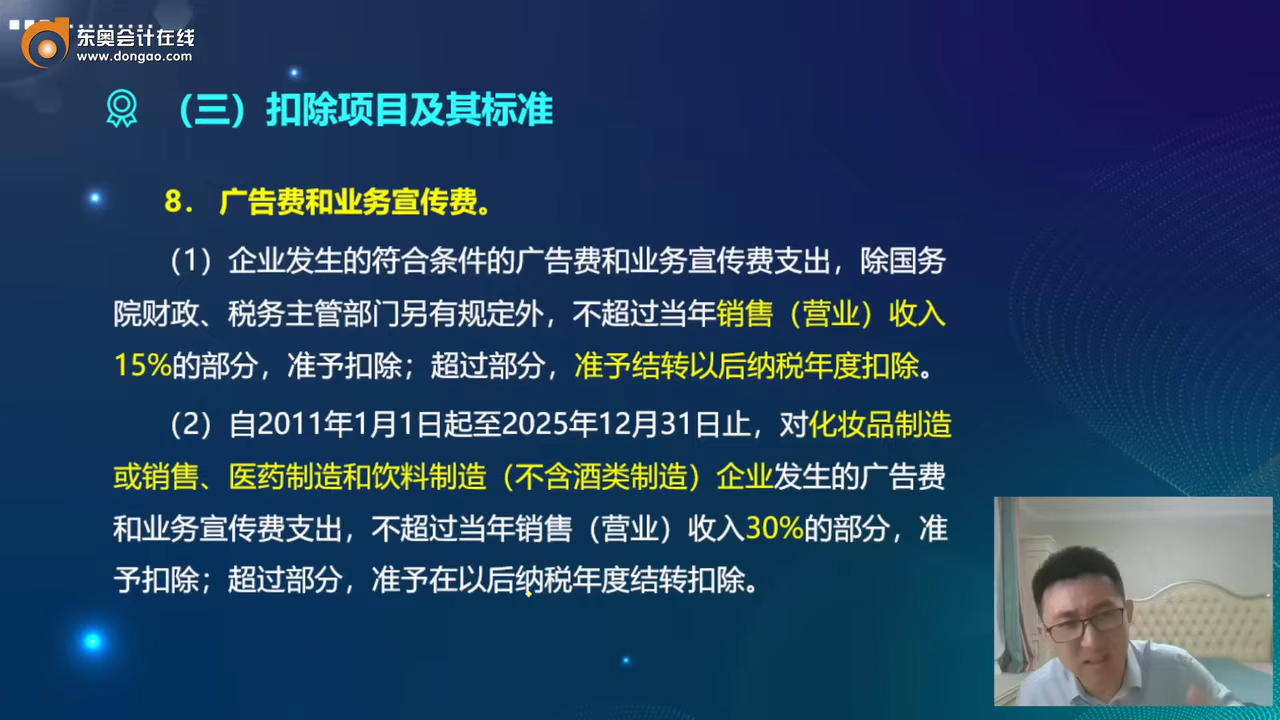 东奥会计在线
www.dongao.com
（三）扣除项目及其标准
8. 广告费和业务宣传费。
（1）企业发生的符合条件的广告费和业务宣传费支出，除国务
院财政、税务主管部门另有规定外，不超过当年销售（营业）收入
15%的部分，准予扣除；超过部分，准予结转以后纳税年度扣除。
（2）自2011年1月1日起至2025年12月31日止，对化妆品制造
或销售、医药制造和饮料制造（不含酒类制造）企业发生的广告费
和业务宣传费支出，不超过当年销售（营业）收入30%的部分，准
予扣除；超过部分，准予在以后纳税年度结转扣除。